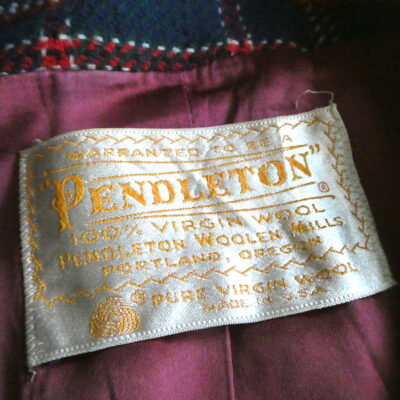 WARRANTED TO BE A
"PENDLETON"®
100% VIRGIN WOOL
PENDLETON WOOLEN MILLS
PORTLAND, OREGON
PURE VIRGIN WOOL
MADE IN U.S.A.